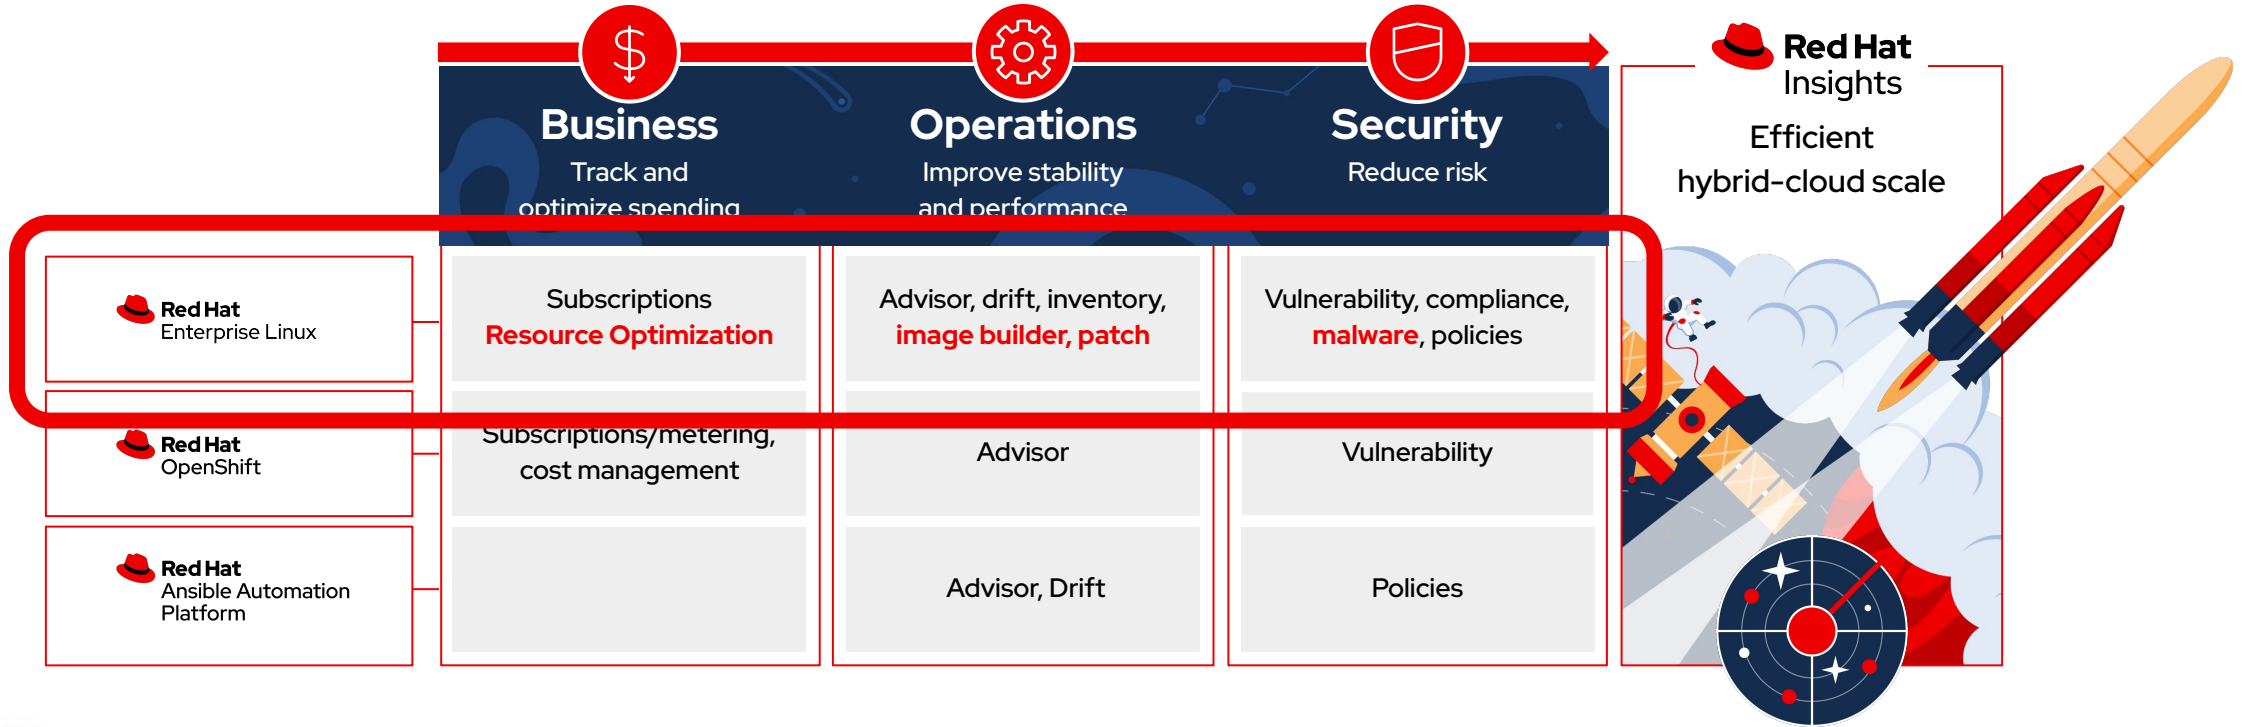 Business
Track and
optimize spending
Operations
Improve stability
and performance
Security
Reduce risk
Red Hat
Insights
Efficient
hybrid-cloud scale
Red Hat
Enterprise Linux
Subscriptions
Resource Optimization
Advisor, drift, inventory,
image builder, patch
Vulnerability, compliance,
malware, policies
Red Hat
OpenShift
Subscriptions/metering,
cost management
Advisor
Vulnerability
Red Hat
Ansible Automation
Platform
Advisor, Drift
Policies